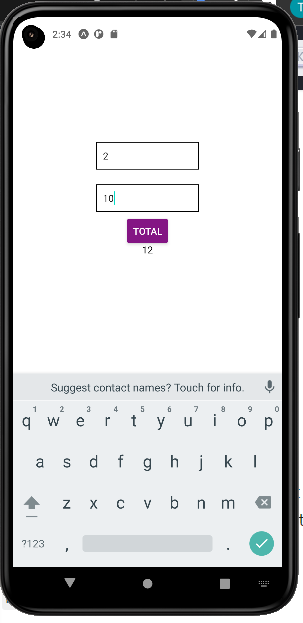 2:34
2
10
TOTAL
12
Suggest contact names? Touch for info.
1 2 3 4 5 6 7 8 9 0
q w e r t y u i o p
a s d f g h j k l
z x c v b n m
?123 , .